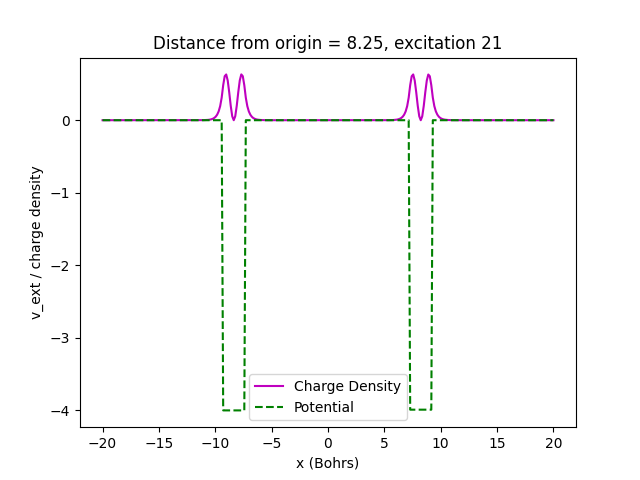 Distance from origin = 8.25, excitation 21
v_ext / charge density
0
−1
−2
−3
−4
Charge Density
Potential
−20 −15 −10 −5 0 5 10 15 20
x (Bohrs)